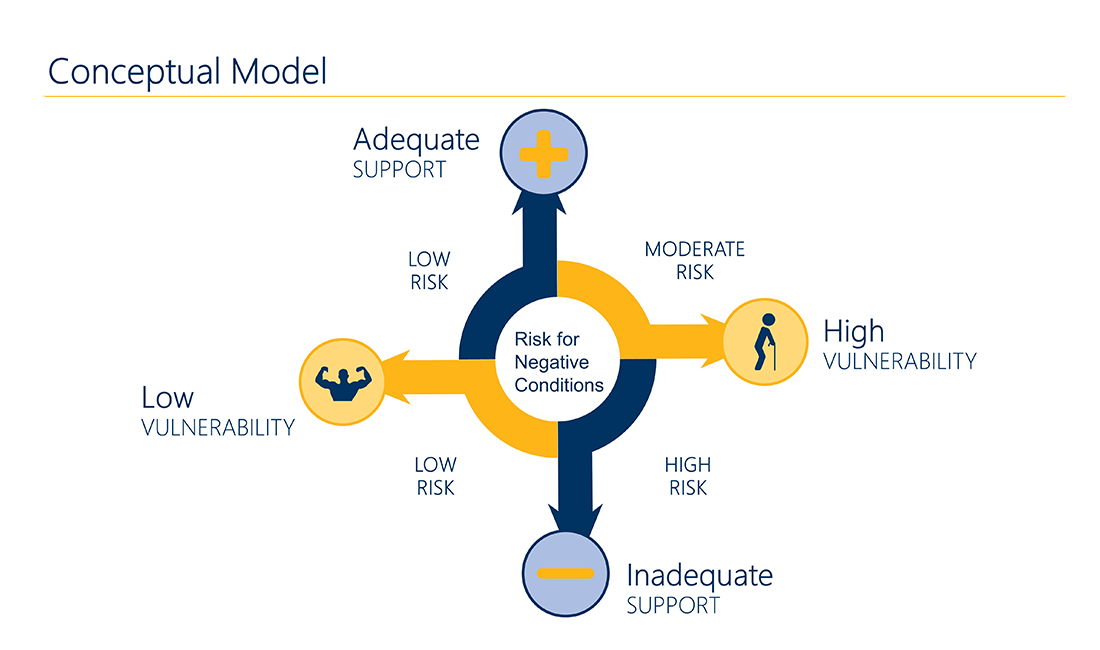 Conceptual Model
Adequate
SUPPORT
LOW
RISK
MODERATE
RISK
Risk for
Negative
Conditions
High
VULNERABILITY
Low
VULNERABILITY
LOW
RISK
HIGH
RISK
Inadequate
SUPPORT